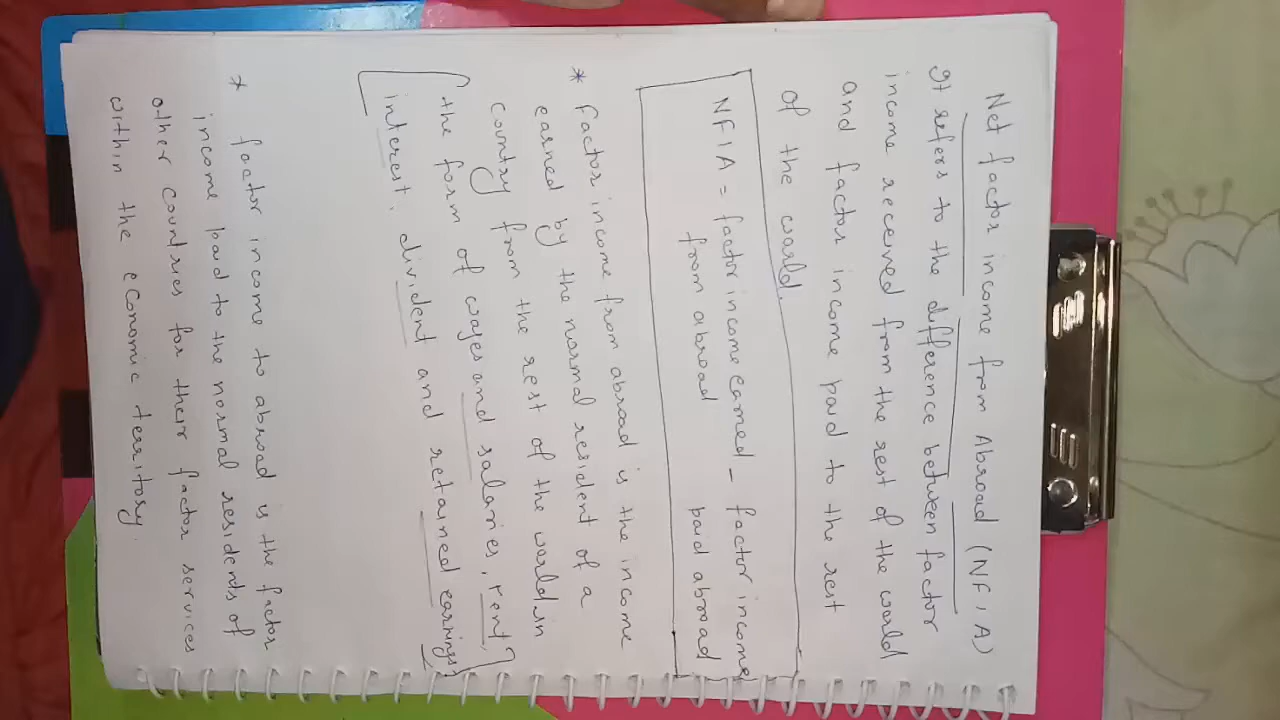 Net factor income from Abroad (NFIA)
It refers to the difference between factor
income received from the rest of the world
and factor income paid to the rest
of the world.
NFIA = factor income earned - factor income
from abroad paid abroad
* Factor income from abroad is the income
earned by the normal resident of a
country from the rest of the world in
the form of wages and salaries, rent,
interest, divident and retained earnings
* factor income to abroad is the factor
income paid to the normal residents of
other countries for their factor services
within the economic territory.